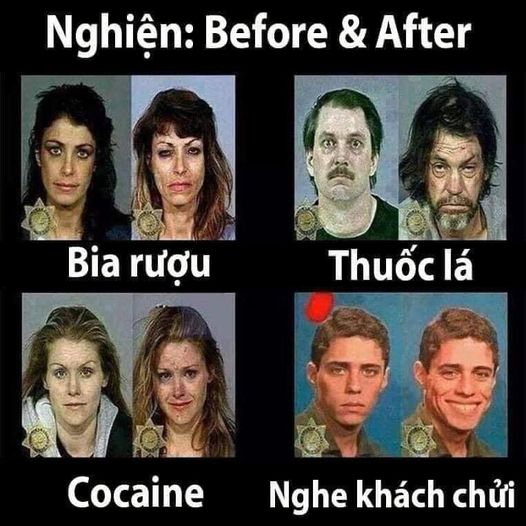 Nghiện: Before & After
Bia rượu
Thuốc lá
Cocaine
Nghe khách chửi